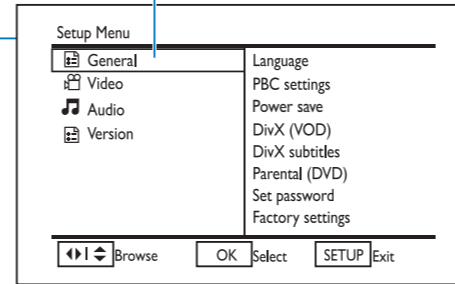 Setup Menu
General
Video
Audio
Version
Language
PBC settings
Power save
DivX (VOD)
DivX subtitles
Parental (DVD)
Set password
Factory settings
Browse OK Select SETUP Exit